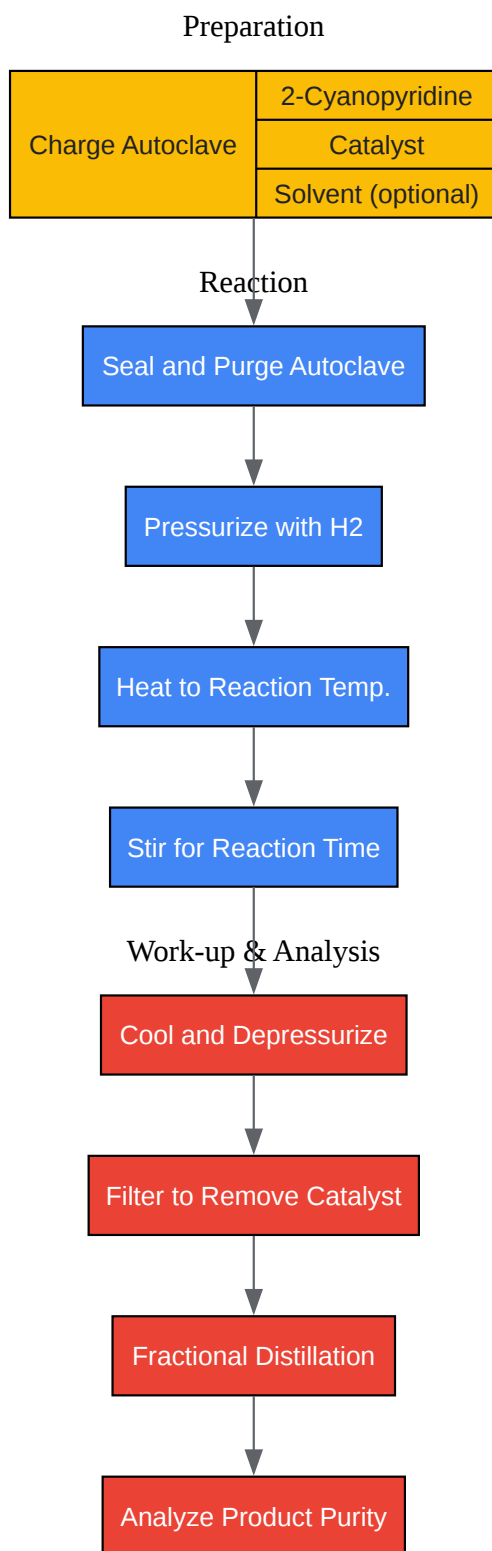 Preparation
Charge Autoclave
2-Cyanopyridine
Catalyst
Solvent (optional)
Reaction
Seal and Purge Autoclave
Pressurize with H2
Heat to Reaction Temp.
Stir for Reaction Time
Work-up & Analysis
Cool and Depressurize
Filter to Remove Catalyst
Fractional Distillation
Analyze Product Purity